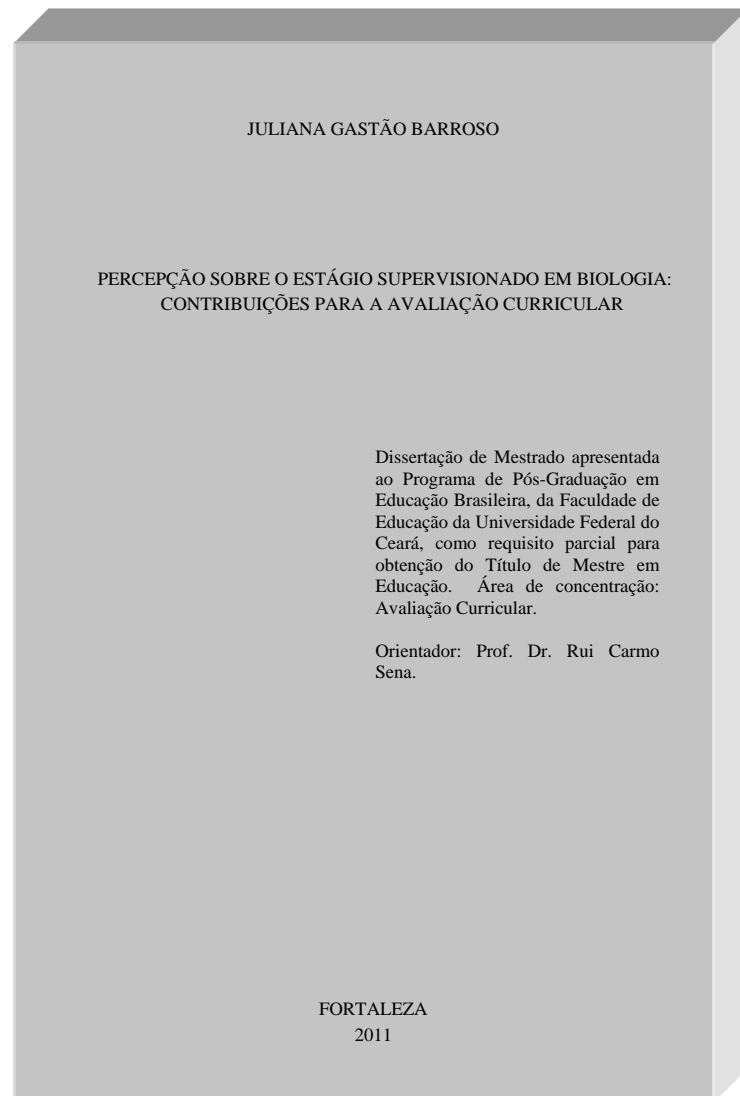 JULIANA GASTÃO BARROSO
PERCEPÇÃO SOBRE O ESTÁGIO SUPERVISIONADO EM BIOLOGIA:
CONTRIBUIÇÕES PARA A AVALIAÇÃO CURRICULAR
Dissertação de Mestrado apresentada
ao Programa de Pós-Graduação em
Educação Brasileira, da Faculdade de
Educação da Universidade Federal do
Ceará, como requisito parcial para
obtenção do Título de Mestre em
Educação. Área de concentração:
Avaliação Curricular.
Orientador: Prof. Dr. Rui Carmo
Sena.
FORTALEZA
2011